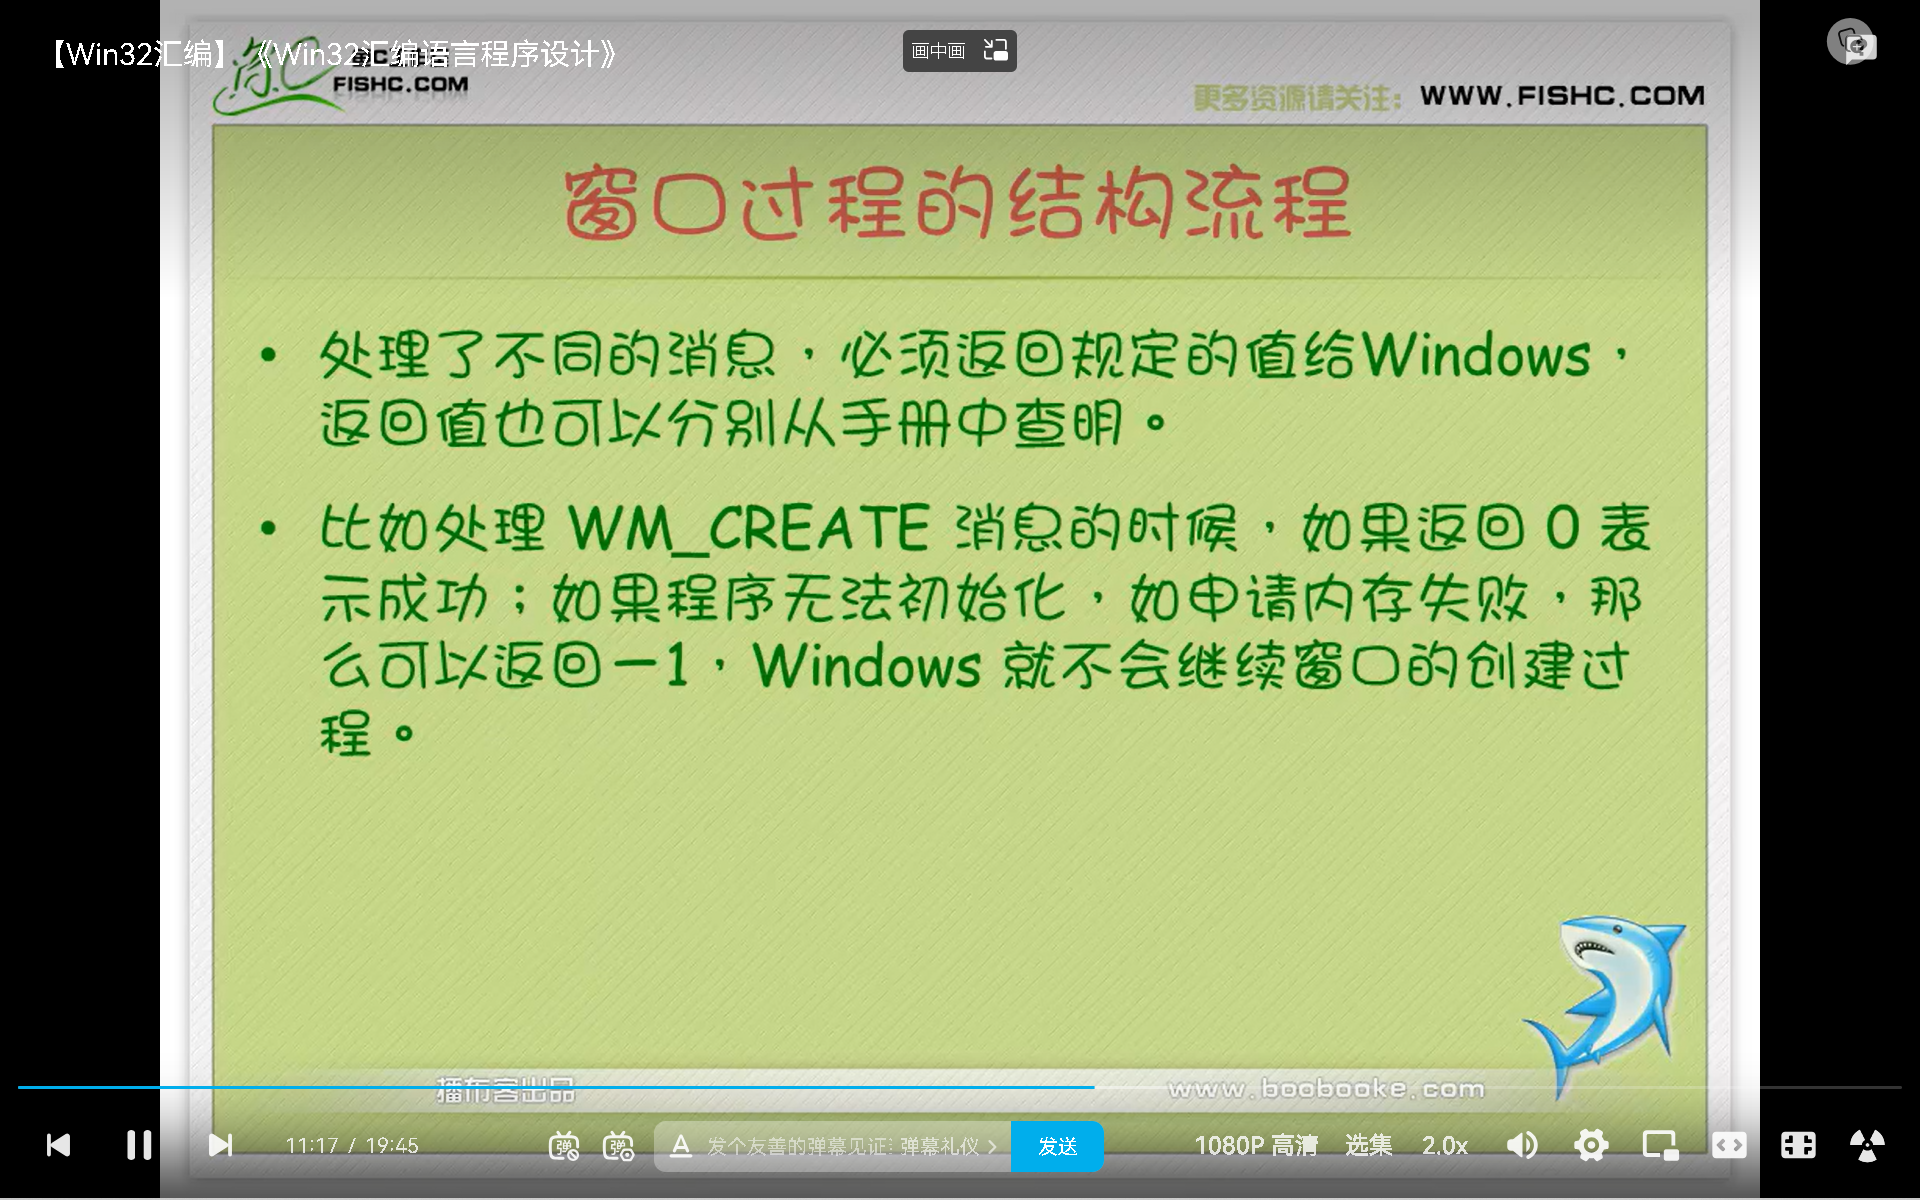 【Win32汇编】《Win32汇编语言程序设计》
画中画
FISHC.COM
更多资源请关注：WWW.FISHC.COM
窗口过程的结构流程
• 处理了不同的消息，必须返回规定的值给Windows，
返回值也可以分别从手册中查明。
• 比如处理 WM_CREATE 消息的时候，如果返回 0 表
示成功；如果程序无法初始化，如申请内存失败，那
么可以返回－1，Windows 就不会继续窗口的创建过
程。
播布客出品
www.boobooke.com
11:17 / 19:45
发个友善的弹幕见证
弹幕礼仪
发送
1080P 高清
选集
2.0x